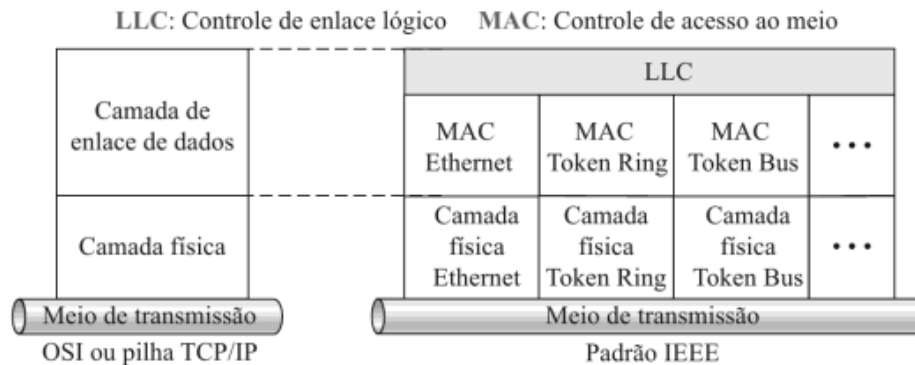 LLC: Controle de enlace lógico MAC: Controle de acesso ao meio
Camada de
enlace de dados
Camada física
Meio de transmissão
OSI ou pilha TCP/IP
LLC
MAC
Ethernet
MAC
Token Ring
MAC
Token Bus
•••
Camada
física
Ethernet
Camada
física
Token Ring
Camada
física
Token Bus
•••
Meio de transmissão
Padrão IEEE